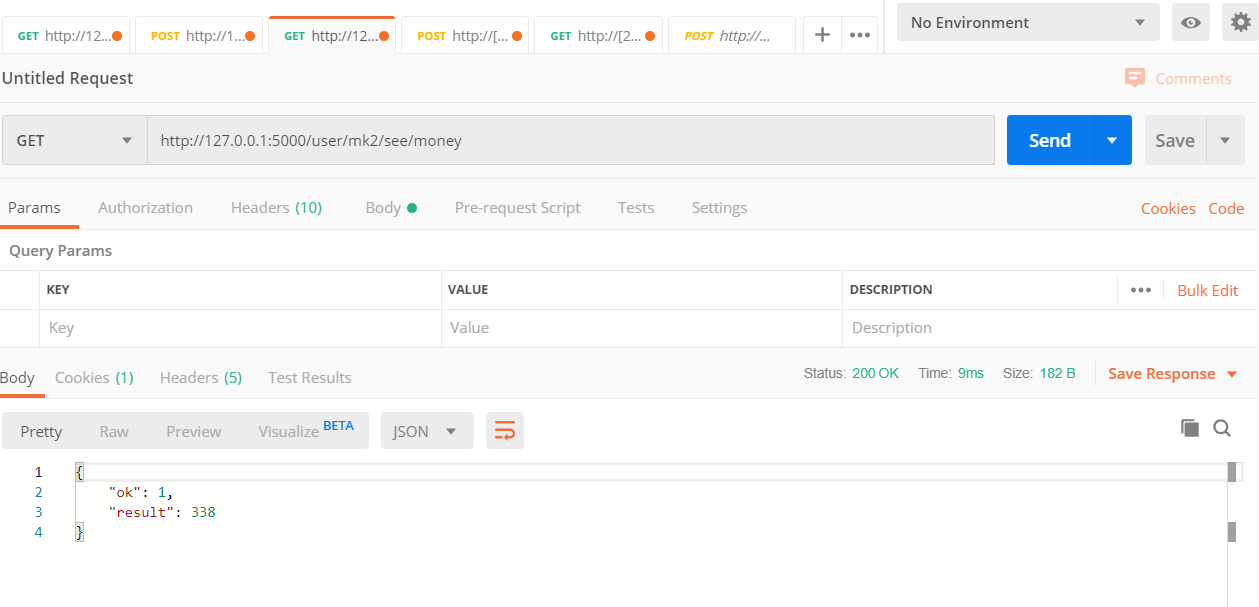 GET http://12... POST http://1... GET http://12... POST http://[... GET http://[2... POST http://... No Environment
Untitled Request Comments
GET http://127.0.0.1:5000/user/mk2/see/money Send Save
Params Authorization Headers (10) Body Pre-request Script Tests Settings Cookies Code
Query Params
KEY VALUE DESCRIPTION Bulk Edit
Key Value Description
Body Cookies (1) Headers (5) Test Results Status: 200 OK Time: 9ms Size: 182 B Save Response
Pretty Raw Preview Visualize BETA JSON
1 {
2 "ok": 1,
3 "result": 338
4 }